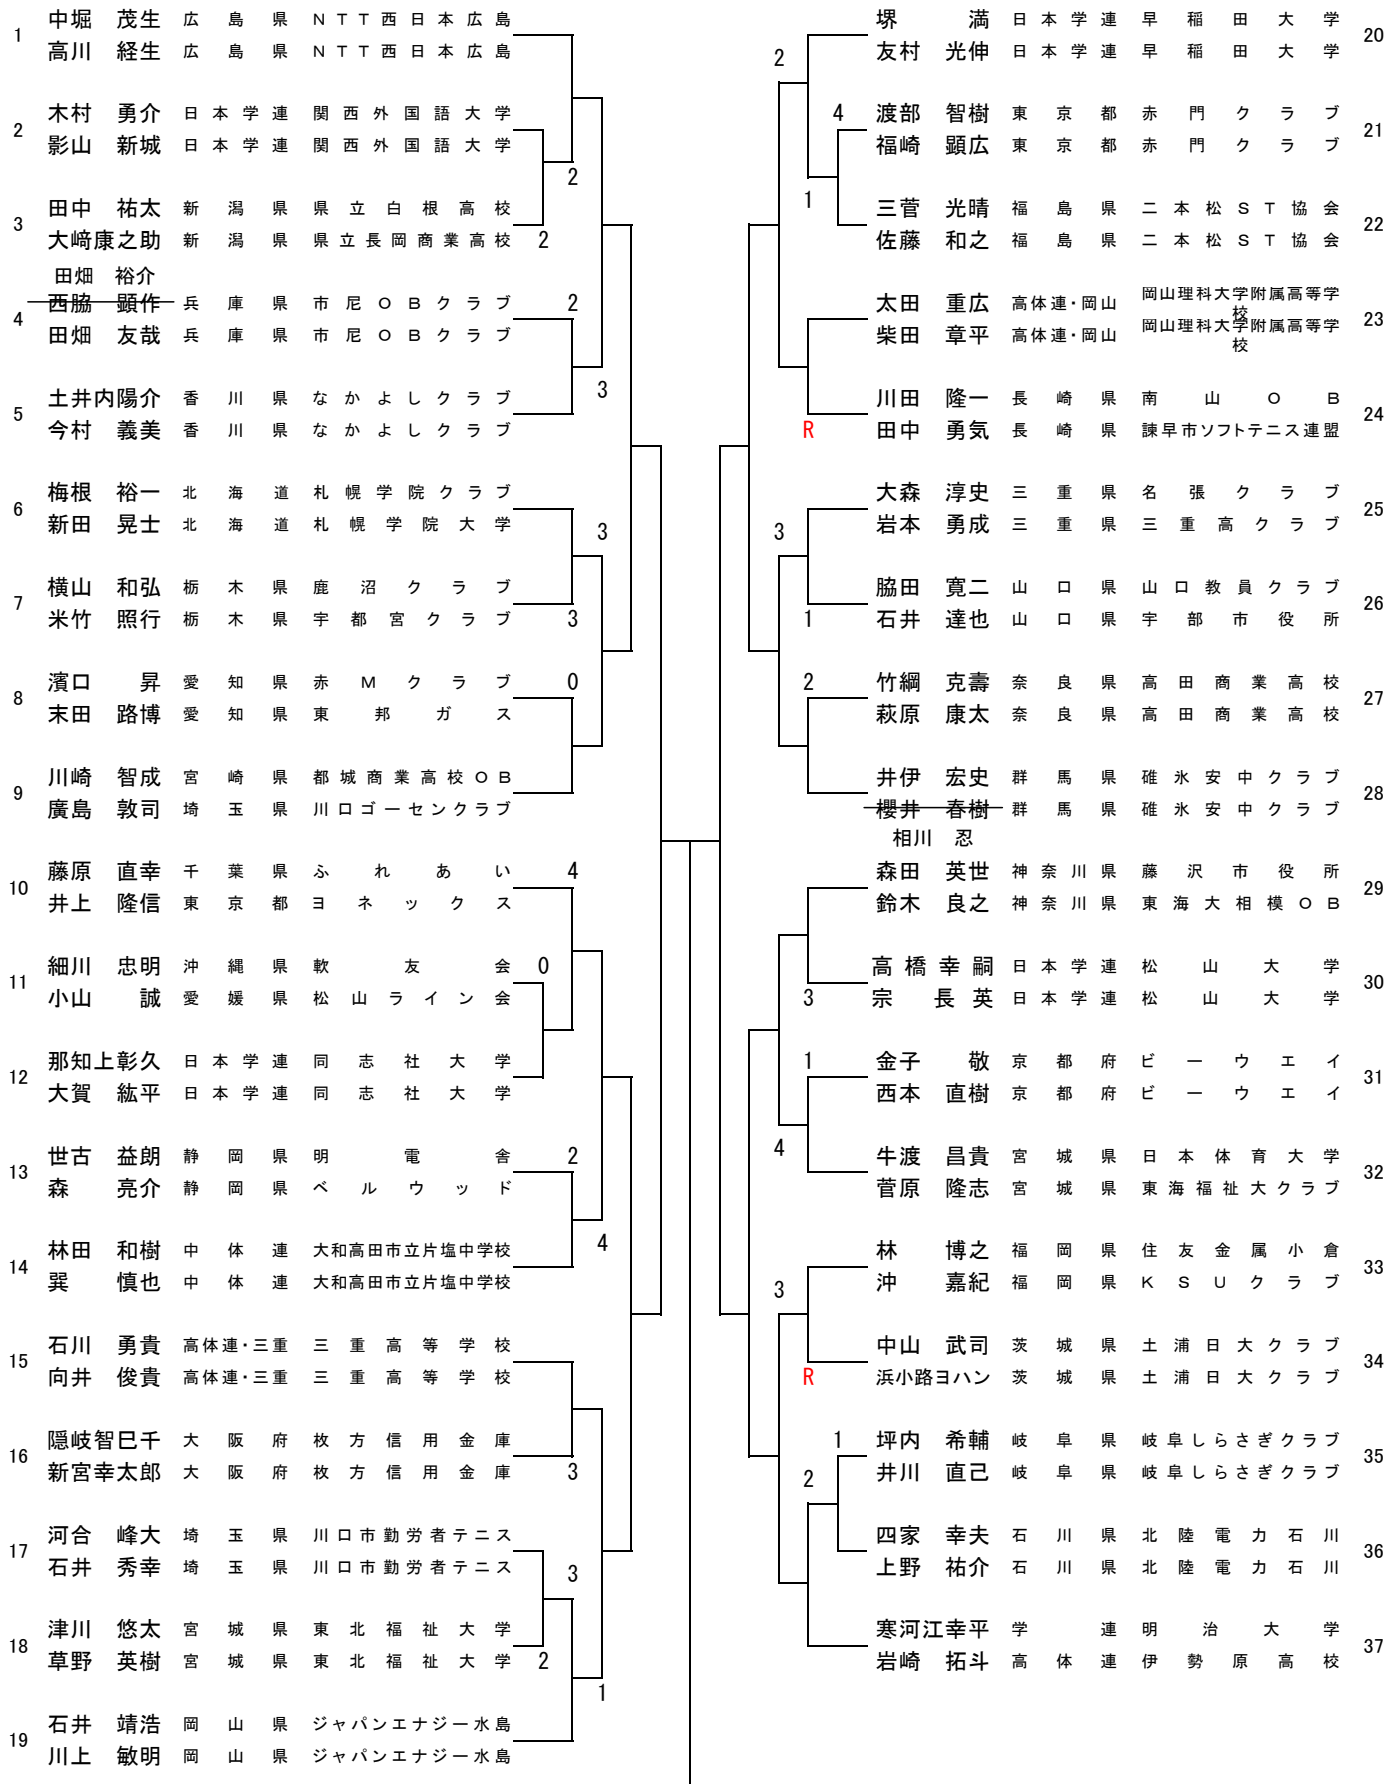 中堀 茂生 広島県 NTT西日本広島
1
高川 経生 広島県 NTT西日本広島
木村 勇介 日本学連 関西外国語大学
2
影山 新城 日本学連 関西外国語大学
2
田中 祐太 新潟県 県立白根高校
3
大﨑康之助 新潟県 県立長岡商業高校
2
田畑 裕介
西脇 顕作 兵庫県 市尼OBクラブ
2
4
田畑 友哉 兵庫県 市尼OBクラブ
3
土井内陽介 香川県 なかよしクラブ
5
今村 義美 香川県 なかよしクラブ
梅根 裕一 北海道 札幌学院クラブ
6
新田 晃士 北海道 札幌学院大学
3
横山 和弘 栃木県 鹿沼クラブ
7
米竹 照行 栃木県 宇都宮クラブ
3
濱口 昇 愛知県 赤Mクラブ
0
8
末田 路博 愛知県 東邦ガス
川崎 智成 宮崎県 都城商業高校OB
9
廣島 敦司 埼玉県 川口ゴーセンクラブ
藤原 直幸 千葉県 ふれあい
4
10
井上 隆信 東京都 ヨネックス
細川 忠明 沖縄県 軟友会
0
11
小山 誠 愛媛県 松山ライン会
那知上彰久 日本学連 同志社大学
12
大賀 紘平 日本学連 同志社大学
世古 益朗 静岡県 明電舎
2
13
森 亮介 静岡県 ベルウッド
4
林田 和樹 中体連 大和高田市立片塩中学校
14
巽 慎也 中体連 大和高田市立片塩中学校
石川 勇貴 高体連・三重 三重高等学校
15
向井 俊貴 高体連・三重 三重高等学校
隠岐智巳千 大阪府 枚方信用金庫
16
新宮幸太郎 大阪府 枚方信用金庫
3
河合 峰大 埼玉県 川口市勤労者テニス
17
石井 秀幸 埼玉県 川口市勤労者テニス
3
津川 悠太 宮城県 東北福祉大学
18
草野 英樹 宮城県 東北福祉大学
2
1
石井 靖浩 岡山県 ジャパンエナジー水島
19
川上 敏明 岡山県 ジャパンエナジー水島
堺 満 日本学連 早稲田大学
20
友村 光伸 日本学連 早稲田大学
2
渡部 智樹 東京都 赤門クラブ
4
21
福崎 顕広 東京都 赤門クラブ
1
三菅 光晴 福島県 二本松ST協会
22
佐藤 和之 福島県 二本松ST協会
太田 重広 高体連・岡山 岡山理科大学附属高等学校
23
柴田 章平 高体連・岡山 岡山理科大学附属高等学校
川田 隆一 長崎県 南山OB
24
田中 勇気 長崎県 諫早市ソフトテニス連盟
R
大森 淳史 三重県 名張クラブ
25
岩本 勇成 三重県 三重高クラブ
3
脇田 寛二 山口県 山口教員クラブ
26
石井 達也 山口県 宇部市役所
1
竹綱 克壽 奈良県 高田商業高校
2
27
萩原 康太 奈良県 高田商業高校
井伊 宏史 群馬県 碓氷安中クラブ
28
櫻井 春樹 群馬県 碓氷安中クラブ
相川 忍
森田 英世 神奈川県 藤沢市役所
29
鈴木 良之 神奈川県 東海大相模OB
高橋幸嗣 日本学連 松山大学
30
宗 長英 日本学連 松山大学
3
金子 敬 京都府 ビーウエイ
1
31
西本 直樹 京都府 ビーウエイ
4
牛渡 昌貴 宮城県 日本体育大学
32
菅原 隆志 宮城県 東海福祉大クラブ
林 博之 福岡県 住友金属小倉
33
沖 嘉紀 福岡県 KSUクラブ
3
中山 武司 茨城県 土浦日大クラブ
34
浜小路ヨハン 茨城県 土浦日大クラブ
R
坪内 希輔 岐阜県 岐阜しらさぎクラブ
1
35
井川 直己 岐阜県 岐阜しらさぎクラブ
2
四家 幸夫 石川県 北陸電力石川
36
上野 祐介 石川県 北陸電力石川
寒河江幸平 学連 明治大学
37
岩崎 拓斗 高体連 伊勢原高校